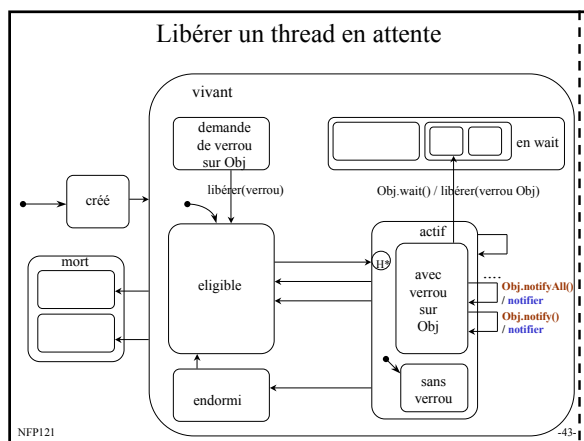 Libérer un thread en attente
vivant
demande
de verrou
sur Obj
en wait
libérer(verrou)
Obj.wait() / libérer(verrou Obj)
créé
actif
mort
eligible
H*
avec
verrou
sur
Obj
....
Obj.notifyAll()
/ notifier
Obj.notify()
/ notifier
endormi
sans
verrou
NFP121
-43-